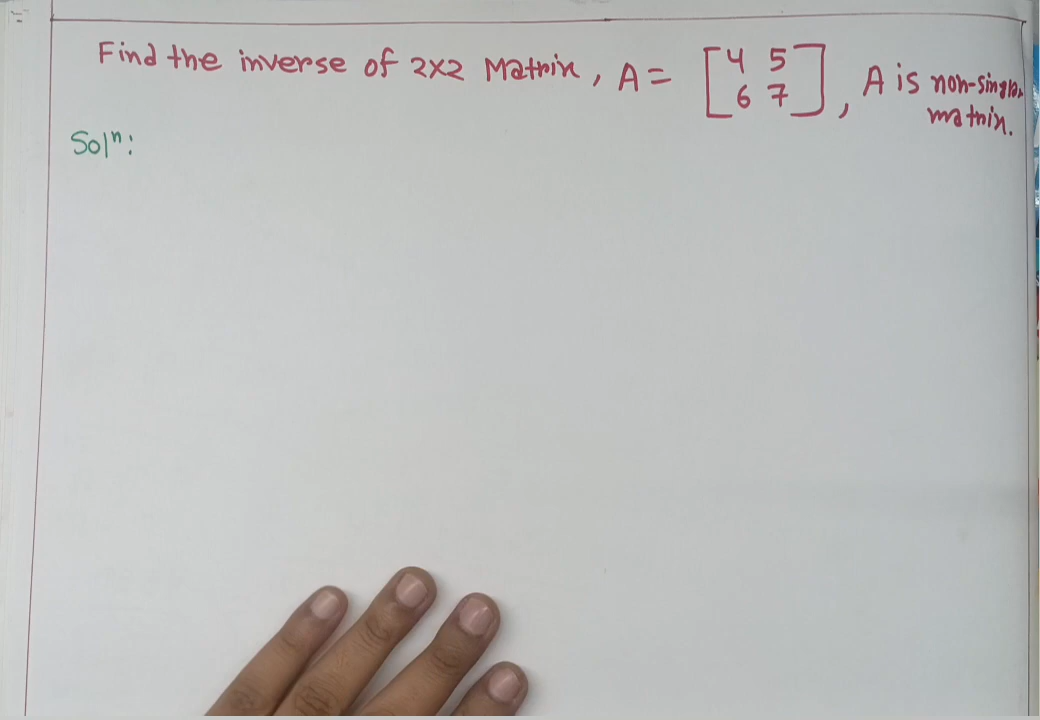 Find the inverse of 2x2 Matrix, A = [4 5
6 7], A is non-singular
matrix.
Solⁿ: